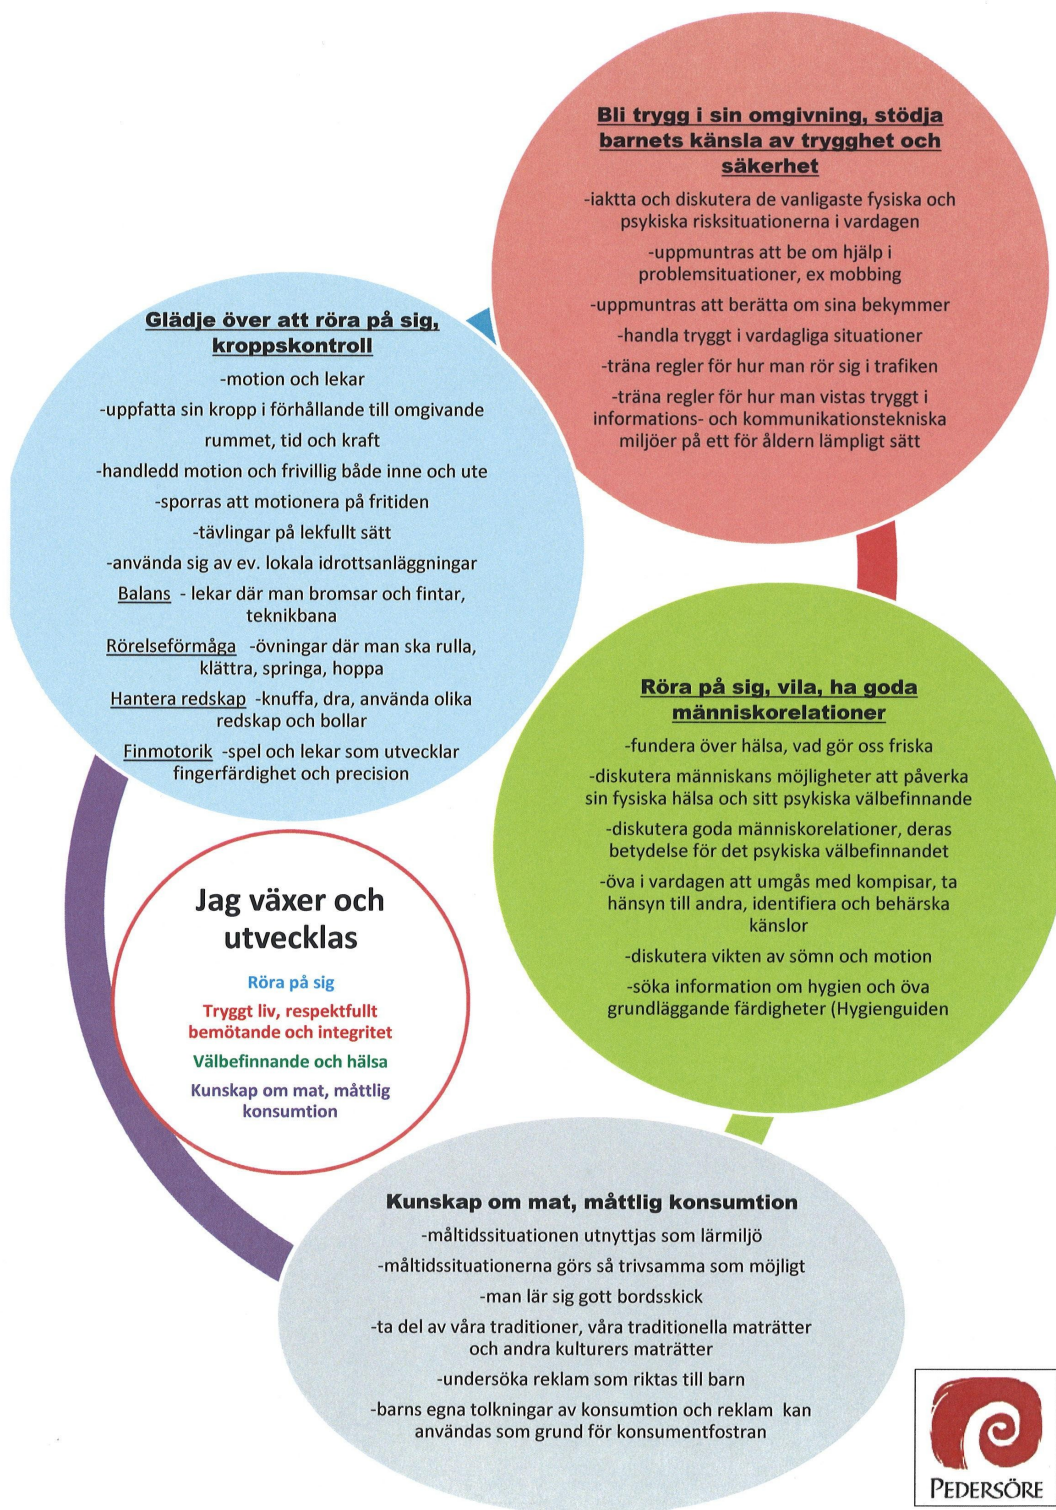 Bli trygg i sin omgivning, stödja
barnets känsla av trygghet och
säkerhet
-iaktta och diskutera de vanligaste fysiska och
psykiska risksituationerna i vardagen
-uppmuntras att be om hjälp i
problemsituationer, ex mobbing
-uppmuntras att berätta om sina bekymmer
-handla tryggt i vardagliga situationer
-träna regler för hur man rör sig i trafiken
-träna regler för hur man vistas tryggt i
informations- och kommunikationstekniska
miljöer på ett för åldern lämpligt sätt
Glädje över att röra på sig,
kroppskontroll
-motion och lekar
-uppfatta sin kropp i förhållande till omgivande
rummet, tid och kraft
-handledd motion och frivillig både inne och ute
-sporras att motionera på fritiden
-tävlingar på lekfullt sätt
-använda sig av ev. lokala idrottsanläggningar
Balans - lekar där man bromsar och fintar,
teknikbana
Rörelseförmåga -övningar där man ska rulla,
klättra, springa, hoppa
Hantera redskap -knuffa, dra, använda olika
redskap och bollar
Finmotorik -spel och lekar som utvecklar
fingerfärdighet och precision
Röra på sig, vila, ha goda
människorelationer
-fundera över hälsa, vad gör oss friska
-diskutera människans möjligheter att påverka
sin fysiska hälsa och sitt psykiska välbefinnande
-diskutera goda människorelationer, deras
betydelse för det psykiska välbefinnandet
-öva i vardagen att umgås med kompisar, ta
hänsyn till andra, identifiera och behärska
känslor
-diskutera vikten av sömn och motion
-söka information om hygien och öva
grundläggande färdigheter (Hygienguiden
Jag växer och
utvecklas
Röra på sig
Tryggt liv, respektfullt
bemötande och integritet
Välbefinnande och hälsa
Kunskap om mat, måttlig
konsumtion
Kunskap om mat, måttlig konsumtion
-måltidssituationen utnyttjas som lärmiljö
-måltidssituationerna görs så trivsamma som möjligt
-man lär sig gott bordsskick
-ta del av våra traditioner, våra traditionella maträtter
och andra kulturers maträtter
-undersöka reklam som riktas till barn
-barns egna tolkningar av konsumtion och reklam kan
användas som grund för konsumentfostran
PEDERSÖRE